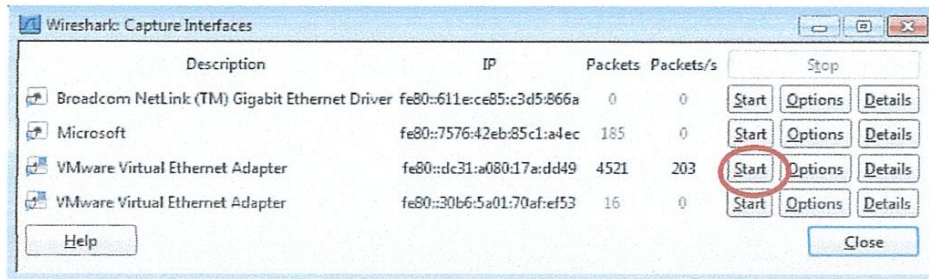 Wireshark: Capture Interfaces
Description IP Packets Packets/s Stop
Broadcom NetLink (TM) Gigabit Ethernet Driver fe80::611e:ce85:c3d5:866a 0 0 Start Options Details
Microsoft fe80::7576:42eb:85c1:a4ec 185 0 Start Options Details
VMware Virtual Ethernet Adapter fe80::dc31:a080:17a:dd49 4521 203 Start Options Details
VMware Virtual Ethernet Adapter fe80::30b6:5a01:70af:ef53 16 0 Start Options Details
Help Close